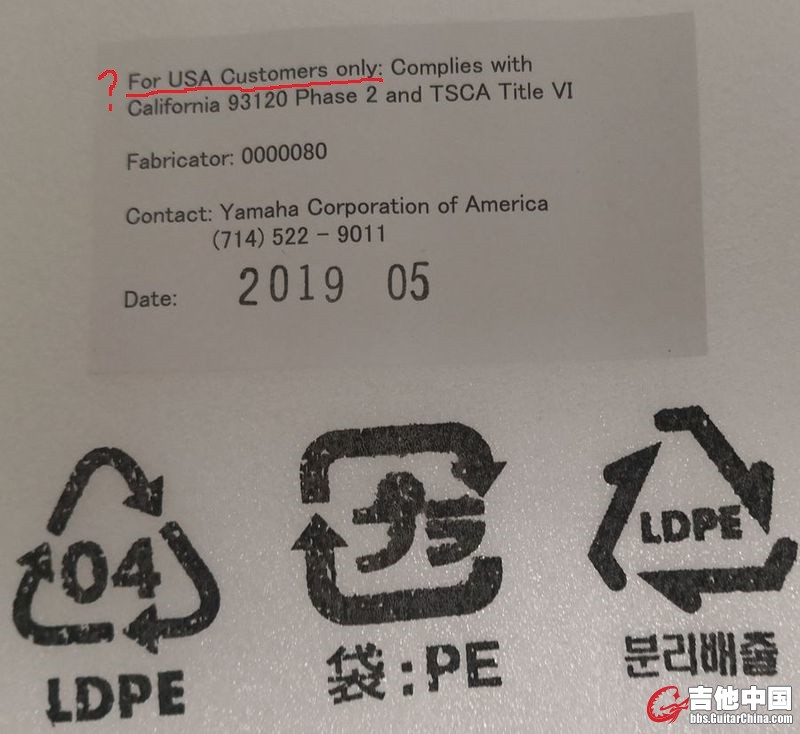 ? For USA Customers only: Complies with
California 93120 Phase 2 and TSCA Title VI
Fabricator: 0000080
Contact: Yamaha Corporation of America
(714) 522 - 9011
Date: 2019 05
04
LDPE
プラ
袋:PE
LDPE
분리배출
吉他中国
bbs.GuitarChina.com